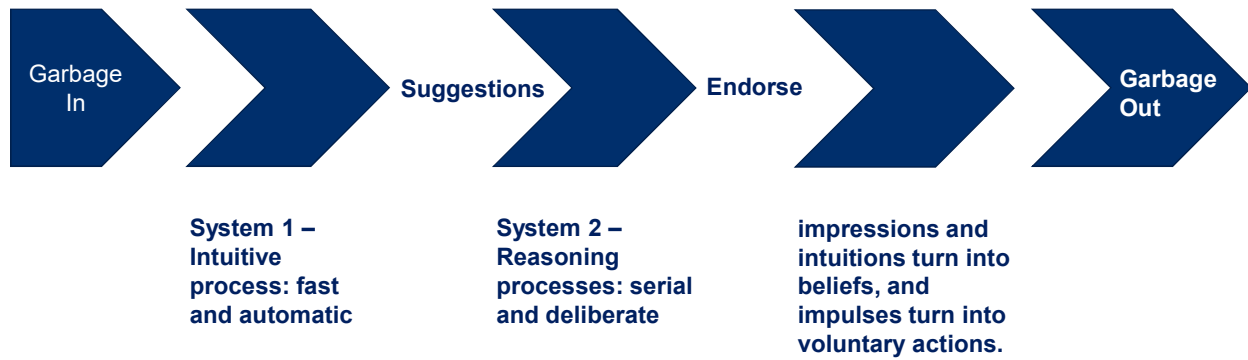 Garbage
In
Suggestions
Endorse
Garbage
Out
System 1 –
Intuitive
process: fast
and automatic
System 2 –
Reasoning
processes: serial
and deliberate
impressions and
intuitions turn into
beliefs, and
impulses turn into
voluntary actions.